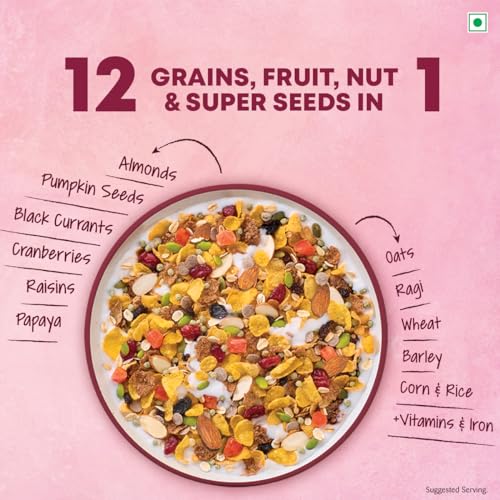 12 GRAINS, FRUIT, NUT
& SUPER SEEDS IN 1
Almonds
Pumpkin Seeds
Black Currants
Cranberries
Raisins
Papaya
Oats
Ragi
Wheat
Barley
Corn & Rice
+Vitamins & Iron
Suggested Serving.